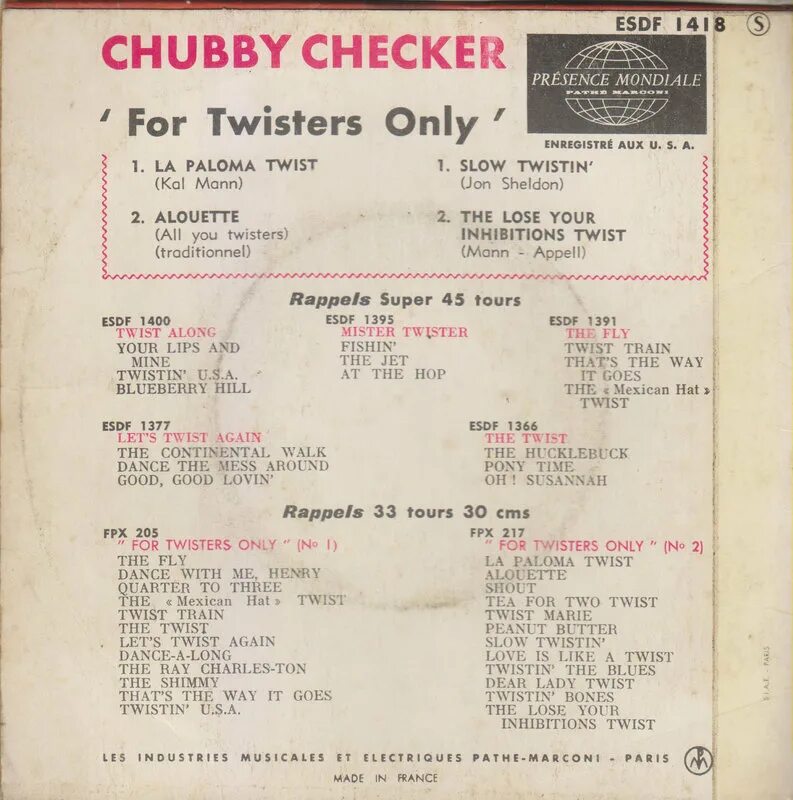 ESDF 1418 S
CHUBBY CHECKER
PRÉSENCE MONDIALE
PATHÉ MARCONI
' For Twisters Only '
ENREGISTRÉ AUX U. S. A.
1. LA PALOMA TWIST
(Kal Mann)
2. ALOUETTE
(All you twisters)
(traditionnel)
1. SLOW TWISTIN'
(Jon Sheldon)
2. THE LOSE YOUR
INHIBITIONS TWIST
(Mann - Appell)
Rappels Super 45 tours
ESDF 1400
TWIST ALONG
YOUR LIPS AND
MINE
TWISTIN' U.S.A.
BLUEBERRY HILL
ESDF 1395
MISTER TWISTER
FISHIN'
THE JET
AT THE HOP
ESDF 1391
THE FLY
TWIST TRAIN
THAT'S THE WAY
IT GOES
THE « Mexican Hat »
TWIST
ESDF 1377
LET'S TWIST AGAIN
THE CONTINENTAL WALK
DANCE THE MESS AROUND
GOOD, GOOD LOVIN'
ESDF 1366
THE TWIST
THE HUCKLEBUCK
PONY TIME
OH ! SUSANNAH
Rappels 33 tours 30 cms
FPX 205
" FOR TWISTERS ONLY " (No 1)
THE FLY
DANCE WITH ME, HENRY
QUARTER TO THREE
THE « Mexican Hat » TWIST
TWIST TRAIN
THE TWIST
LET'S TWIST AGAIN
DANCE-A-LONG
THE RAY CHARLES-TON
THE SHIMMY
THAT'S THE WAY IT GOES
TWISTIN' U.S.A.
FPX 217
" FOR TWISTERS ONLY " (No 2)
LA PALOMA TWIST
ALOUETTE
SHOUT
TEA FOR TWO TWIST
TWIST MARIE
PEANUT BUTTER
SLOW TWISTIN'
LOVE IS LIKE A TWIST
TWISTIN' THE BLUES
DEAR LADY TWIST
TWISTIN' BONES
THE LOSE YOUR
INHIBITIONS TWIST
S.I.A.E. PARIS
LES INDUSTRIES MUSICALES ET ELECTRIQUES PATHE-MARCONI - PARIS
MADE IN FRANCE